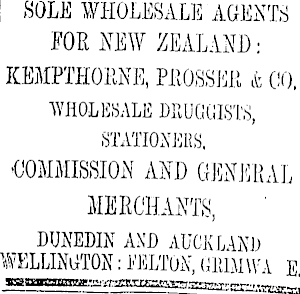 SOLE WHOLESALE AGENTS
FOR NEW ZEALAND:
KEMPTHORNE, PROSSER & CO.
WHOLESALE DRUGGISTS,
STATIONERS,
COMMISSION AND GENERAL
MERCHANTS,
DUNEDIN AND AUCKLAND
WELLINGTON: FELTON, GRIMWA E